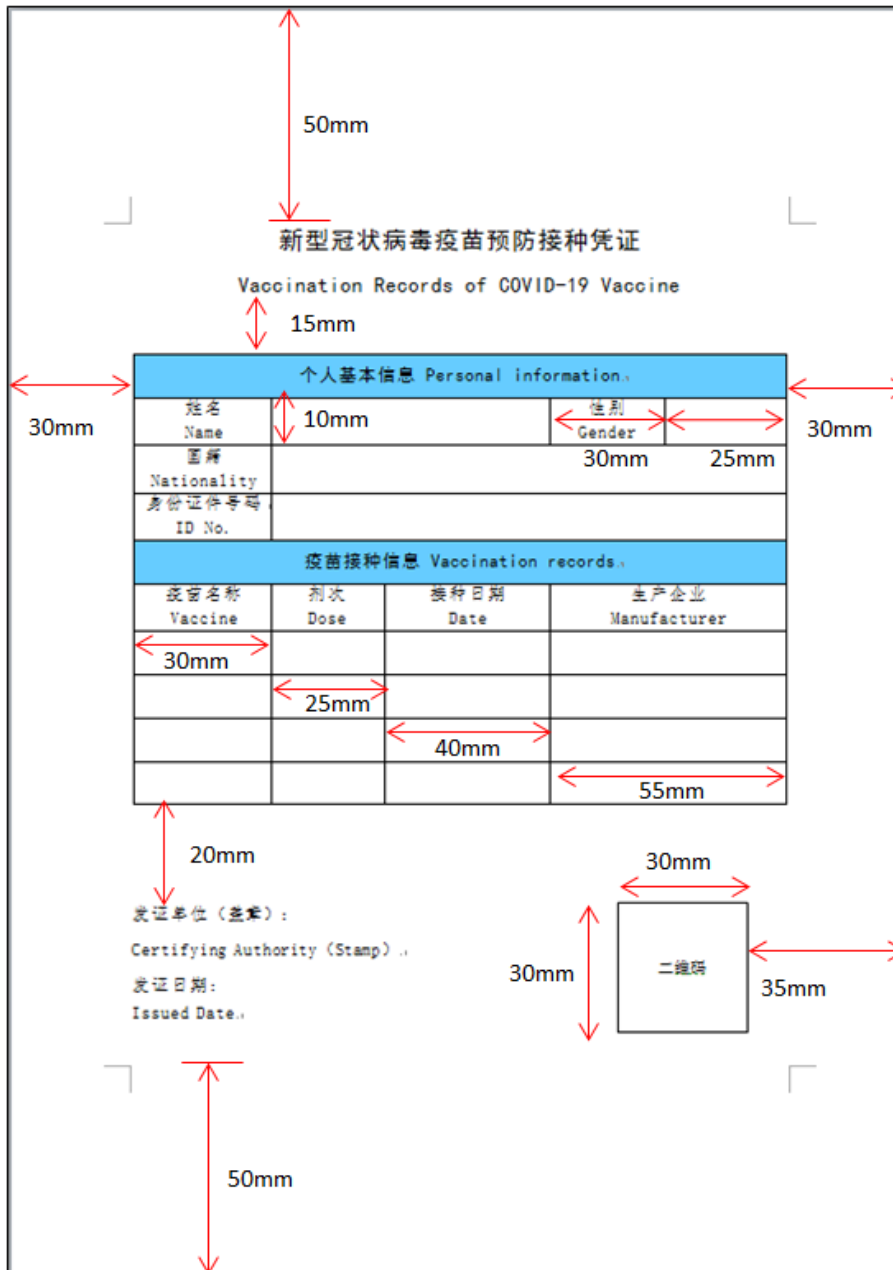 50mm
新型冠状病毒疫苗预防接种凭证
Vaccination Records of COVID-19 Vaccine
15mm
个人基本信息 Personal information
30mm
30mm
姓名
Name
10mm
性别
Gender
30mm
25mm
国籍
Nationality
身份证件号码
ID No.
疫苗接种信息 Vaccination records
疫苗名称
Vaccine
剂次
Dose
接种日期
Date
生产企业
Manufacturer
30mm
25mm
40mm
55mm
20mm
30mm
发证单位（盖章）：
Certifying Authority（Stamp）
发证日期：
Issued Date
30mm
二维码
35mm
50mm